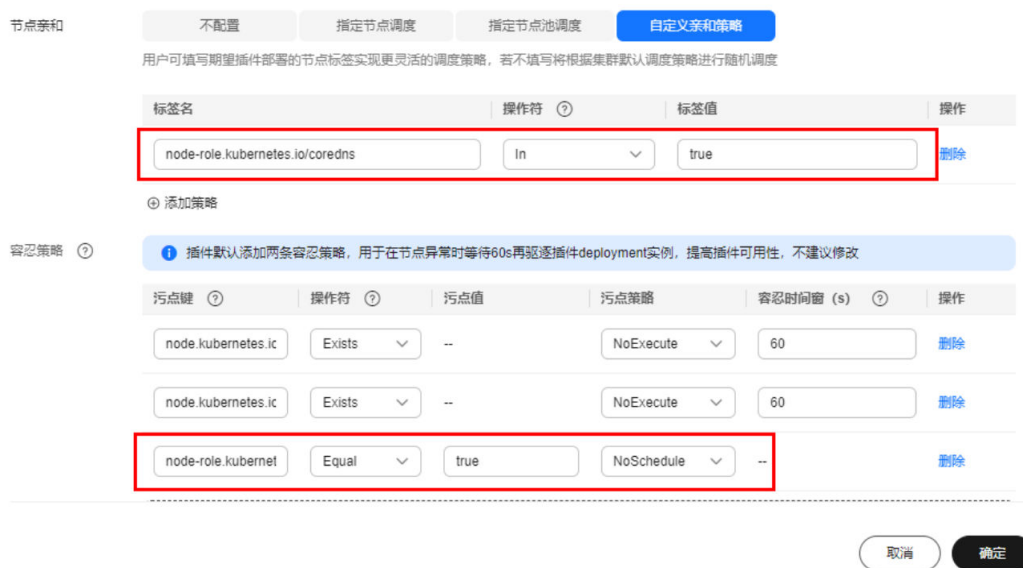 节点亲和 不配置 指定节点调度 指定节点池调度 自定义亲和策略
用户可填写期望插件部署的节点标签实现更灵活的调度策略，若不填写将根据集群默认调度策略进行随机调度
标签名 操作符 ? 标签值 操作
node-role.kubernetes.io/coredns In true 删除
添加策略
容忍策略 ? 插件默认添加两条容忍策略，用于在节点异常时等待60s再驱逐插件deployment实例，提高插件可用性，不建议修改
污点键 ? 操作符 ? 污点值 污点策略 容忍时间窗（s） ? 操作
node.kubernetes.ic Exists -- NoExecute 60 删除
node.kubernetes.ic Exists -- NoExecute 60 删除
node-role.kubernet Equal true NoSchedule -- 删除
取消 确定